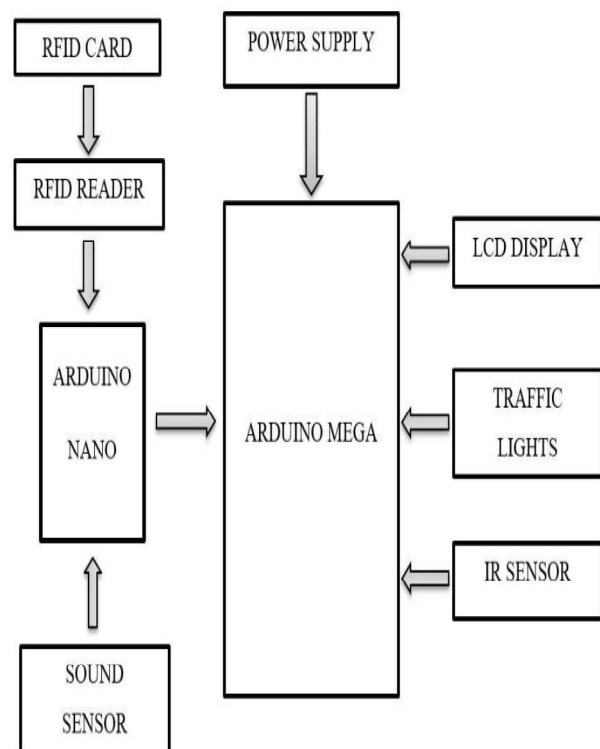 RFID CARD
POWER SUPPLY
RFID READER
LCD DISPLAY
ARDUINO
NANO
ARDUINO MEGA
TRAFFIC
LIGHTS
IR SENSOR
SOUND
SENSOR